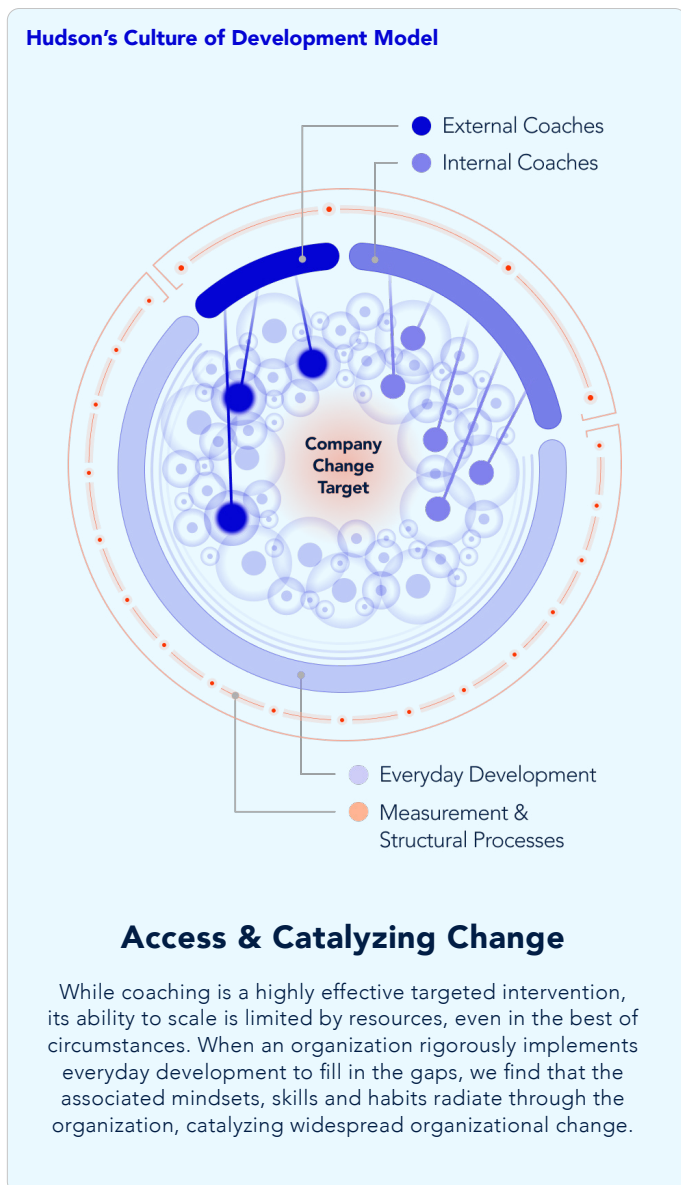 Hudson’s Culture of Development Model
External Coaches
Internal Coaches
Company
Change
Target
Everyday Development
Measurement &
Structural Processes
Access & Catalyzing Change
While coaching is a highly effective targeted intervention,
its ability to scale is limited by resources, even in the best of
circumstances. When an organization rigorously implements
everyday development to fill in the gaps, we find that the
associated mindsets, skills and habits radiate through the
organization, catalyzing widespread organizational change.